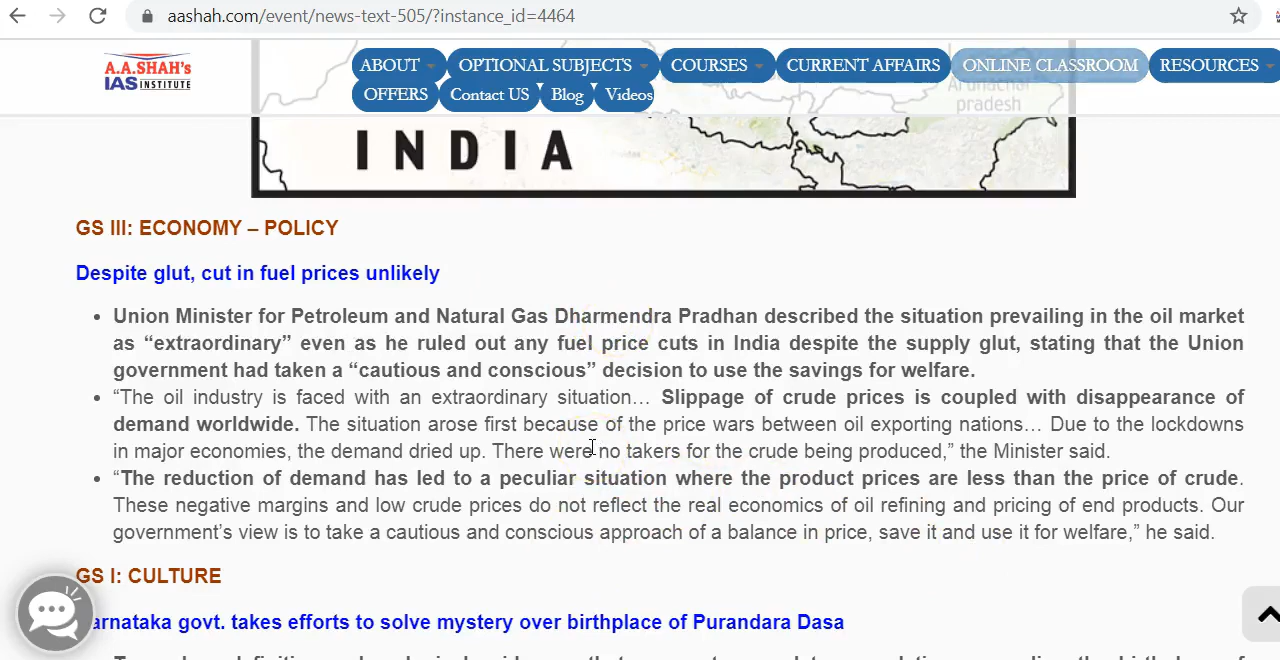 aashah.com/event/news-text-505/?instance_id=4464
A.A.SHAH's
IAS INSTITUTE
ABOUT OPTIONAL SUBJECTS COURSES CURRENT AFFAIRS ONLINE CLASSROOM RESOURCES
OFFERS Contact US Blog Videos
Arunachal
pradesh
INDIA
GS III: ECONOMY – POLICY
Despite glut, cut in fuel prices unlikely
• Union Minister for Petroleum and Natural Gas Dharmendra Pradhan described the situation prevailing in the oil market
as “extraordinary” even as he ruled out any fuel price cuts in India despite the supply glut, stating that the Union
government had taken a “cautious and conscious” decision to use the savings for welfare.
• “The oil industry is faced with an extraordinary situation… Slippage of crude prices is coupled with disappearance of
demand worldwide. The situation arose first because of the price wars between oil exporting nations… Due to the lockdowns
in major economies, the demand dried up. There were no takers for the crude being produced,” the Minister said.
• “The reduction of demand has led to a peculiar situation where the product prices are less than the price of crude.
These negative margins and low crude prices do not reflect the real economics of oil refining and pricing of end products. Our
government’s view is to take a cautious and conscious approach of a balance in price, save it and use it for welfare,” he said.
GS I: CULTURE
arnataka govt. takes efforts to solve mystery over birthplace of Purandara Dasa